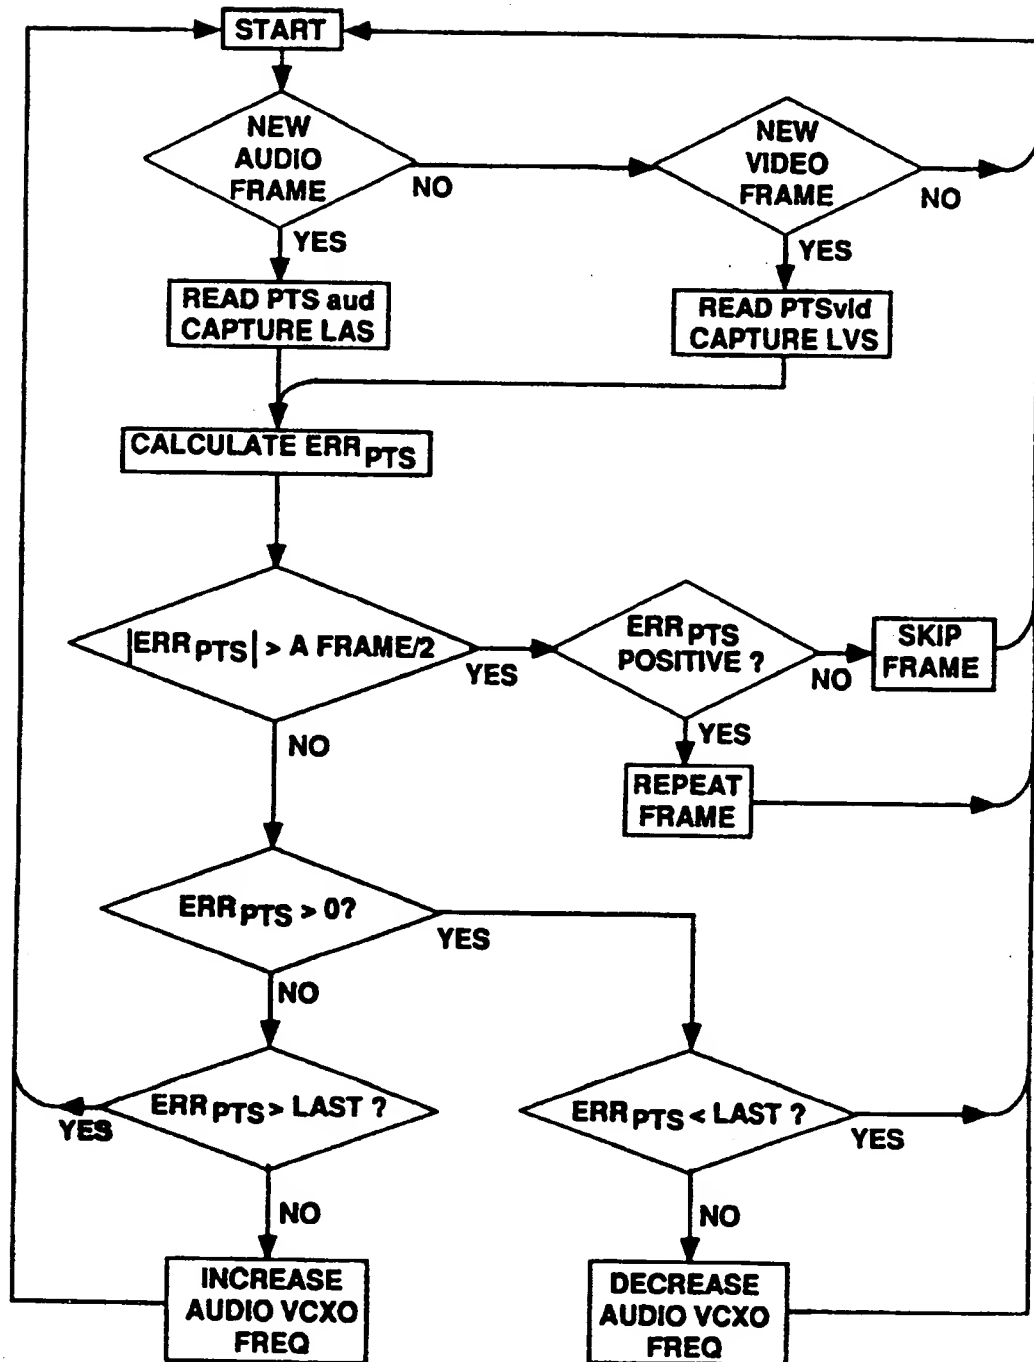 START
NEW
AUDIO
FRAME
NO
NEW
VIDEO
FRAME
NO
YES
YES
READ PTS aud
CAPTURE LAS
READ PTSvid
CAPTURE LVS
CALCULATE ERR PTS
|ERR PTS| > A FRAME/2
YES
ERR PTS
POSITIVE ?
NO
SKIP
FRAME
NO
YES
REPEAT
FRAME
ERR PTS > 0?
YES
NO
ERR PTS > LAST ?
YES
ERR PTS < LAST ?
YES
NO
NO
INCREASE
AUDIO VCXO
FREQ
DECREASE
AUDIO VCXO
FREQ